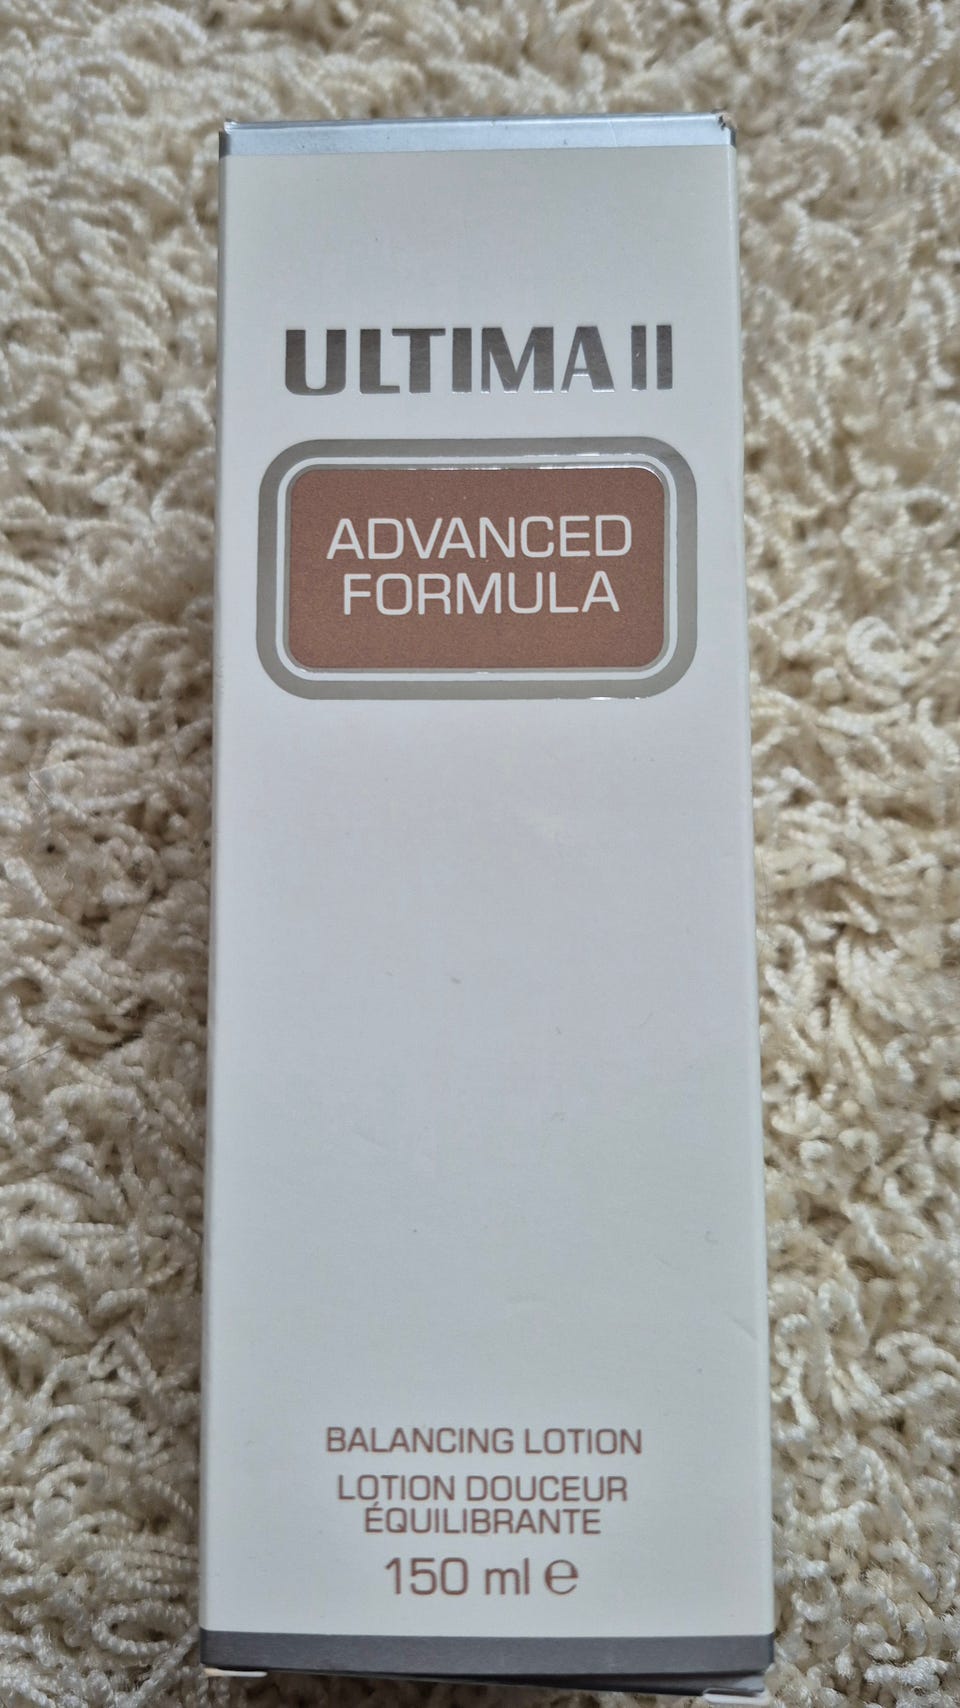 ULTIMA II
ADVANCED
FORMULA
BALANCING LOTION
LOTION DOUCEUR
ÉQUILIBRANTE
150 ml ℮